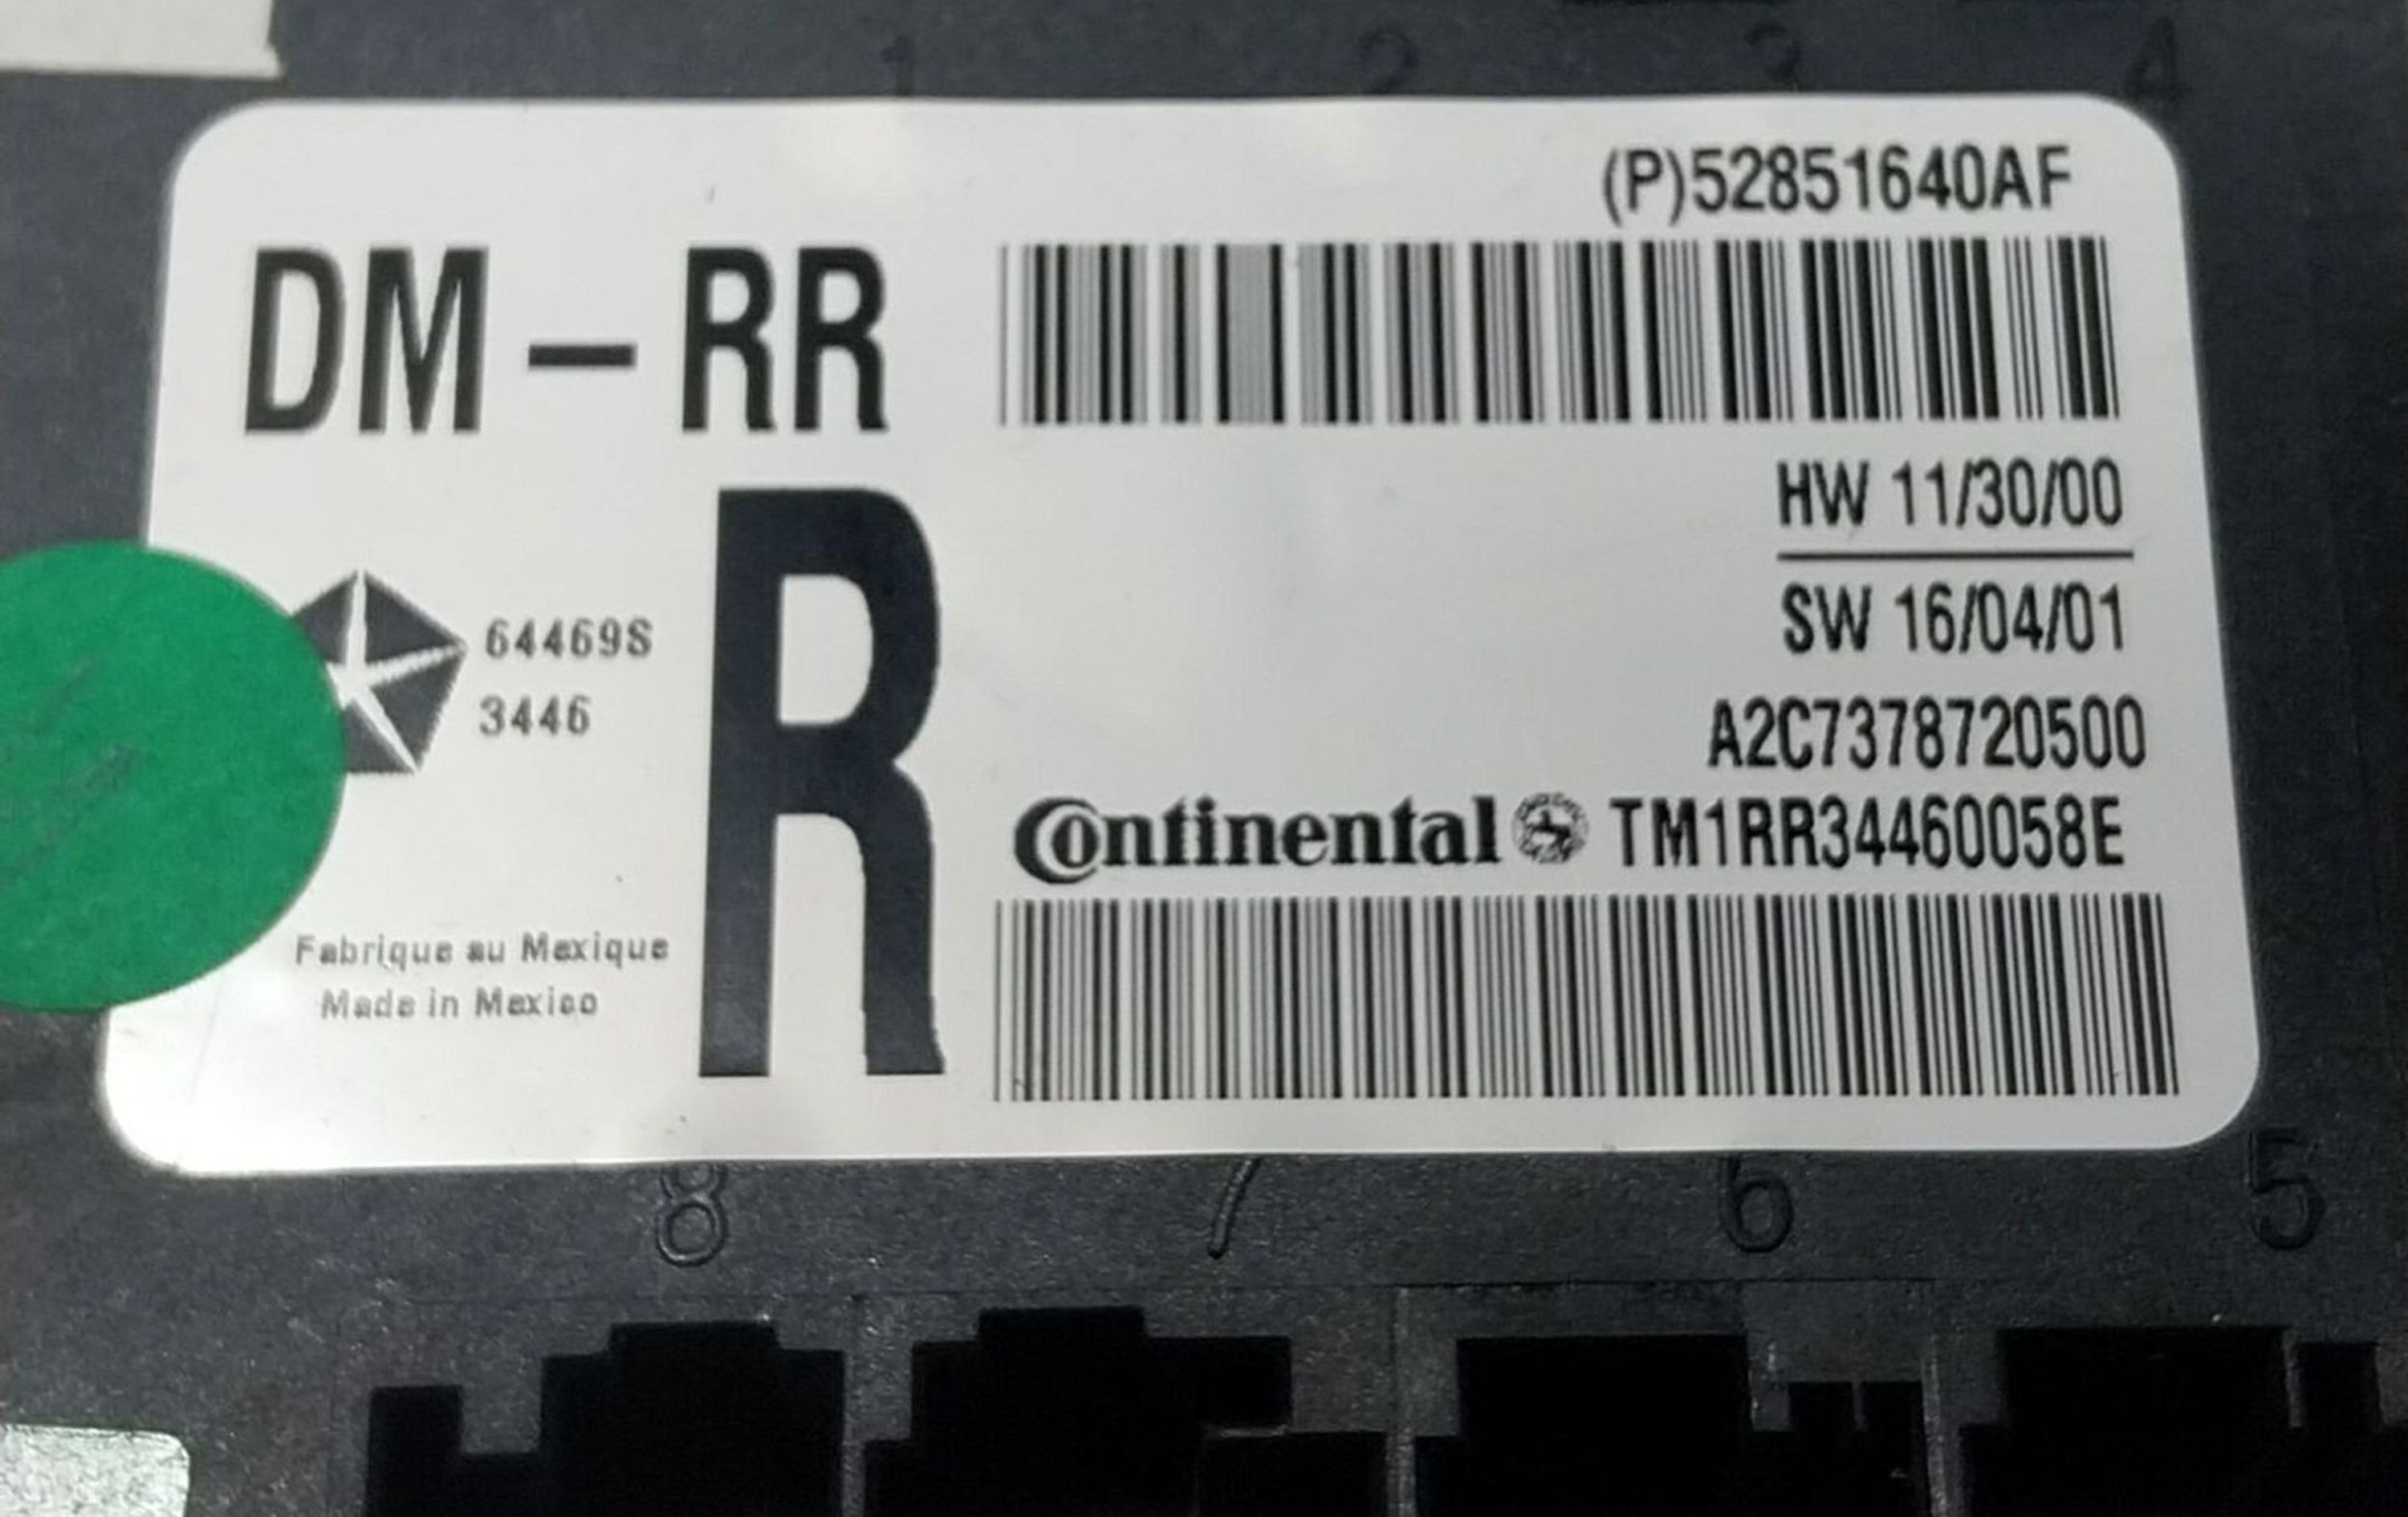 1 2 3 4
(P)52851640AF
DM-RR
HW 11/30/00
SW 16/04/01
64469S
3446
R
A2C7378720500
Continental TM1RR34460058E
Fabrique au Mexique
Made in Mexico
8 7 6 5